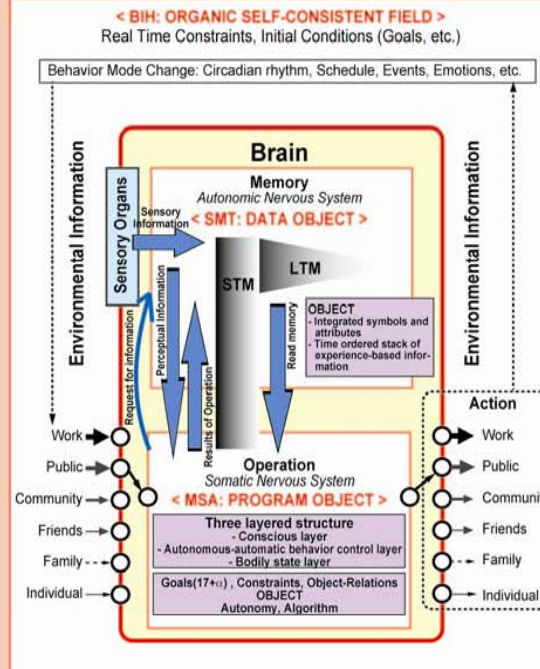 < BIH: ORGANIC SELF-CONSISTENT FIELD >
Real Time Constraints, Initial Conditions (Goals, etc.)
Behavior Mode Change: Circadian rhythm, Schedule, Events, Emotions, etc.
Environmental Information
Sensory Organs
Brain
Memory
Autonomic Nervous System
Sensory
Information
< SMT: DATA OBJECT >
STM
LTM
Perceptual Information
Results of Operation
Read memory
Request for information
OBJECT
- Integrated symbols and
attributes
- Time ordered stack of
experience-based infor-
mation
Operation
Somatic Nervous System
< MSA: PROGRAM OBJECT >
Three layered structure
- Conscious layer
- Autonomous-automatic behavior control layer
- Bodily state layer
Goals(17+α) , Constraints, Object-Relations
OBJECT
Autonomy, Algorithm
Work
Public
Community
Friends
Family
Individual
Environmental Information
Action
Work
Public
Communi
Friends
Family
Individual